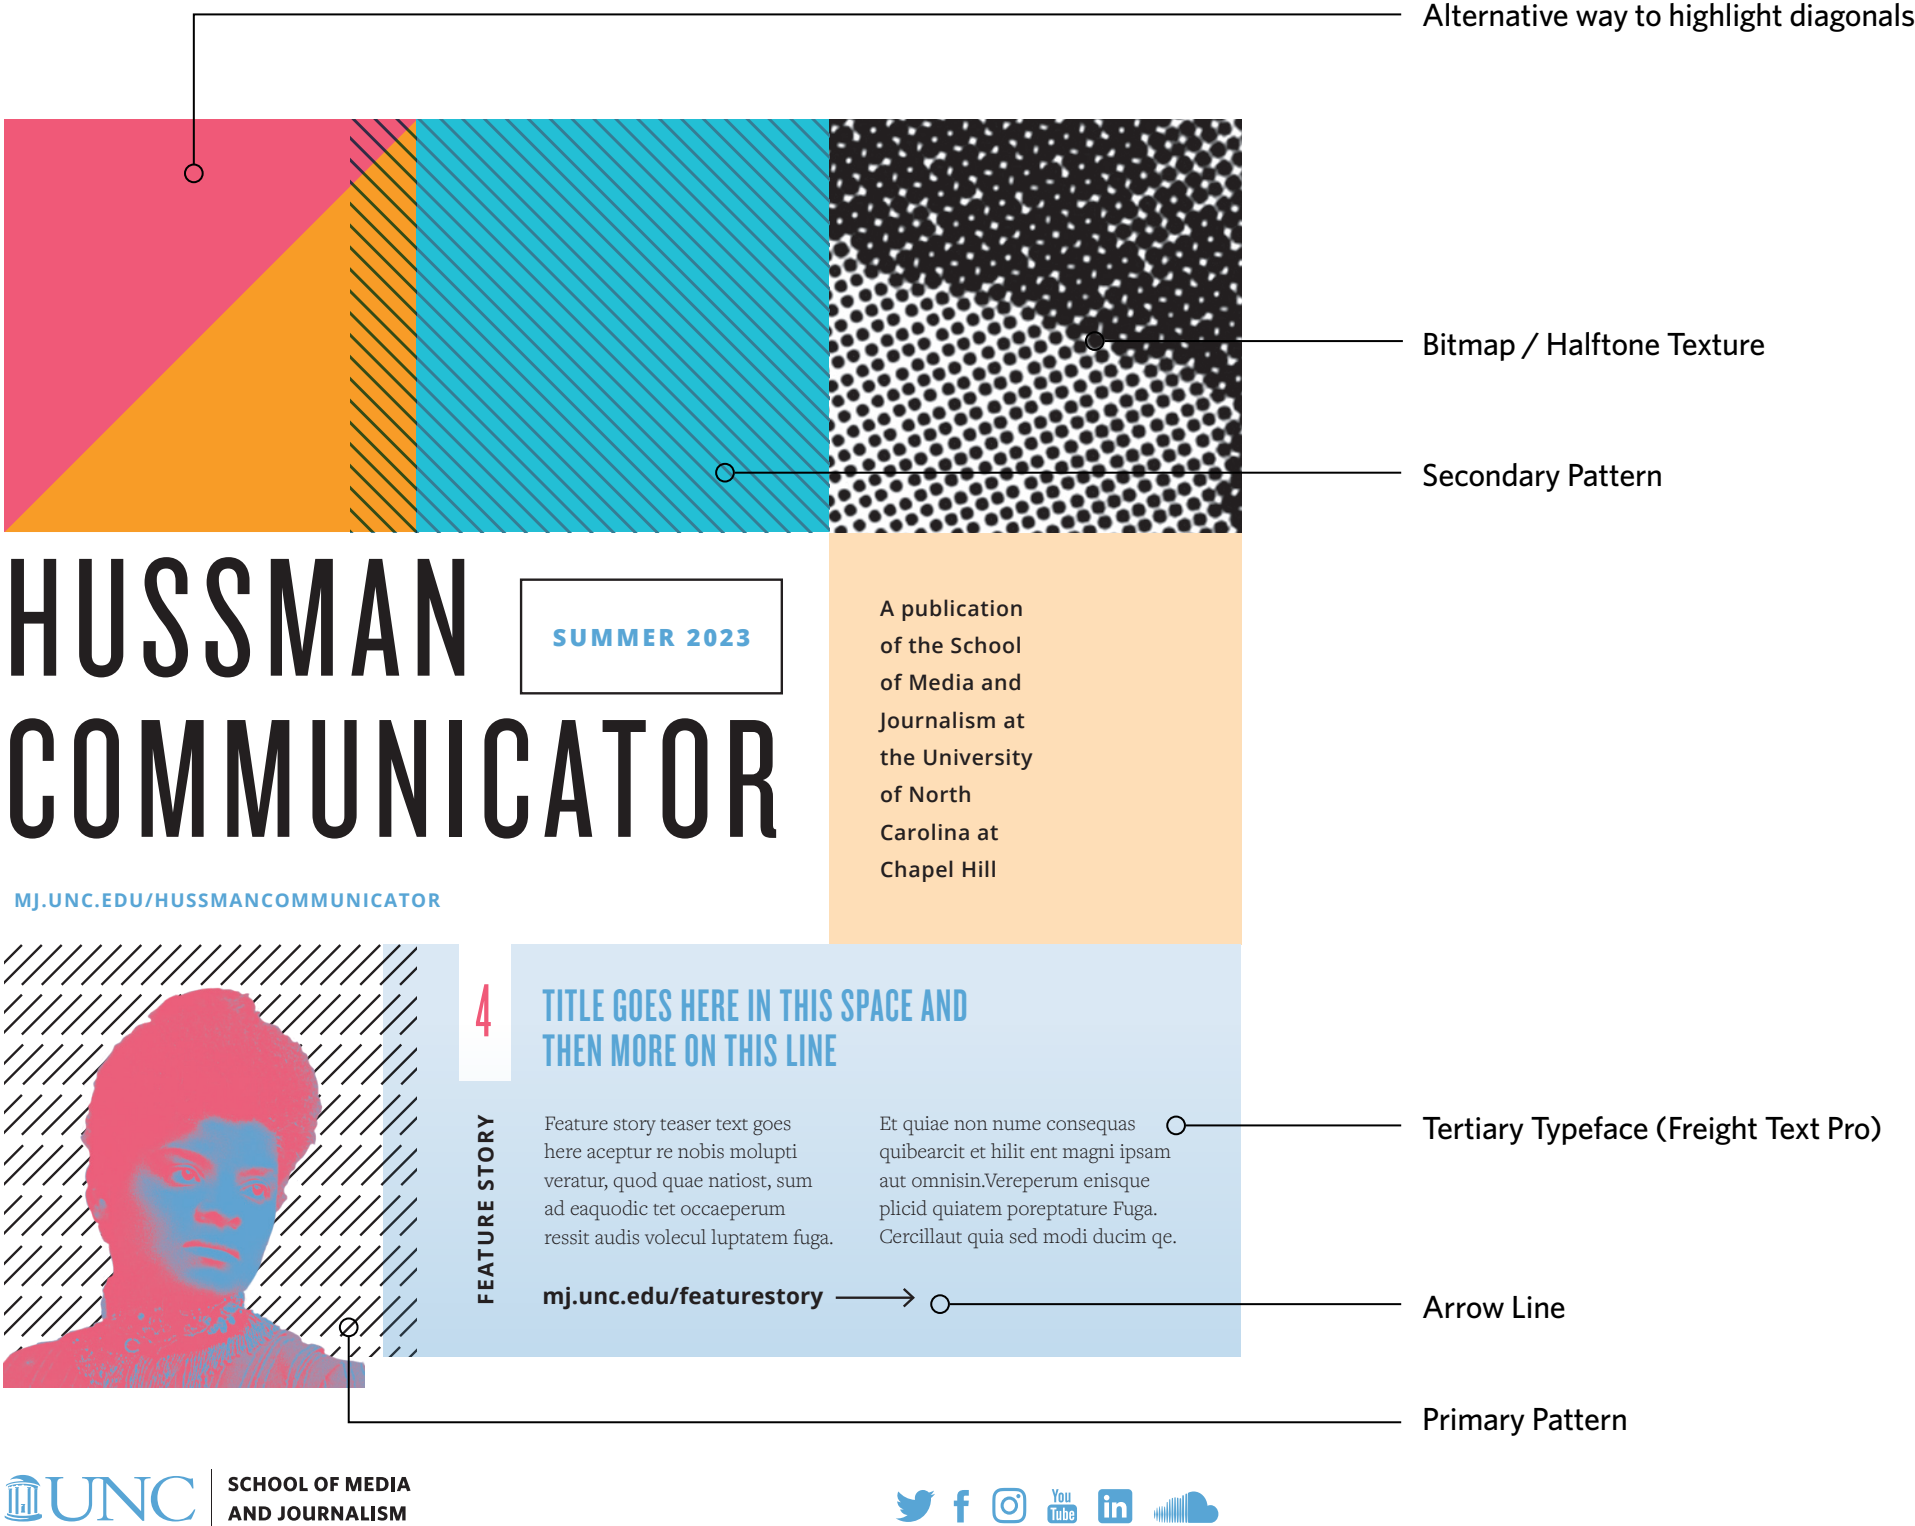 Alternative way to highlight diagonals
Bitmap / Halftone Texture
Secondary Pattern
HUSSMAN
COMMUNICATOR
SUMMER 2023
A publication
of the School
of Media and
Journalism at
the University
of North
Carolina at
Chapel Hill
MJ.UNC.EDU/HUSSMANCOMMUNICATOR
4
FEATURE STORY
TITLE GOES HERE IN THIS SPACE AND
THEN MORE ON THIS LINE
Feature story teaser text goes
here aceptur re nobis molupti
veratur, quod quae natiost, sum
ad eaquodic tet occaeperum
ressit audis volecul luptatem fuga.
Et quiae non nume consequas
quibearcit et hilit ent magni ipsam
aut omnisin.Vereperum enisque
plicid quiatem poreptature Fuga.
Cercillaut quia sed modi ducim qe.
mj.unc.edu/featurestory
Tertiary Typeface (Freight Text Pro)
Arrow Line
Primary Pattern
UNC
SCHOOL OF MEDIA
AND JOURNALISM
You
Tube
in